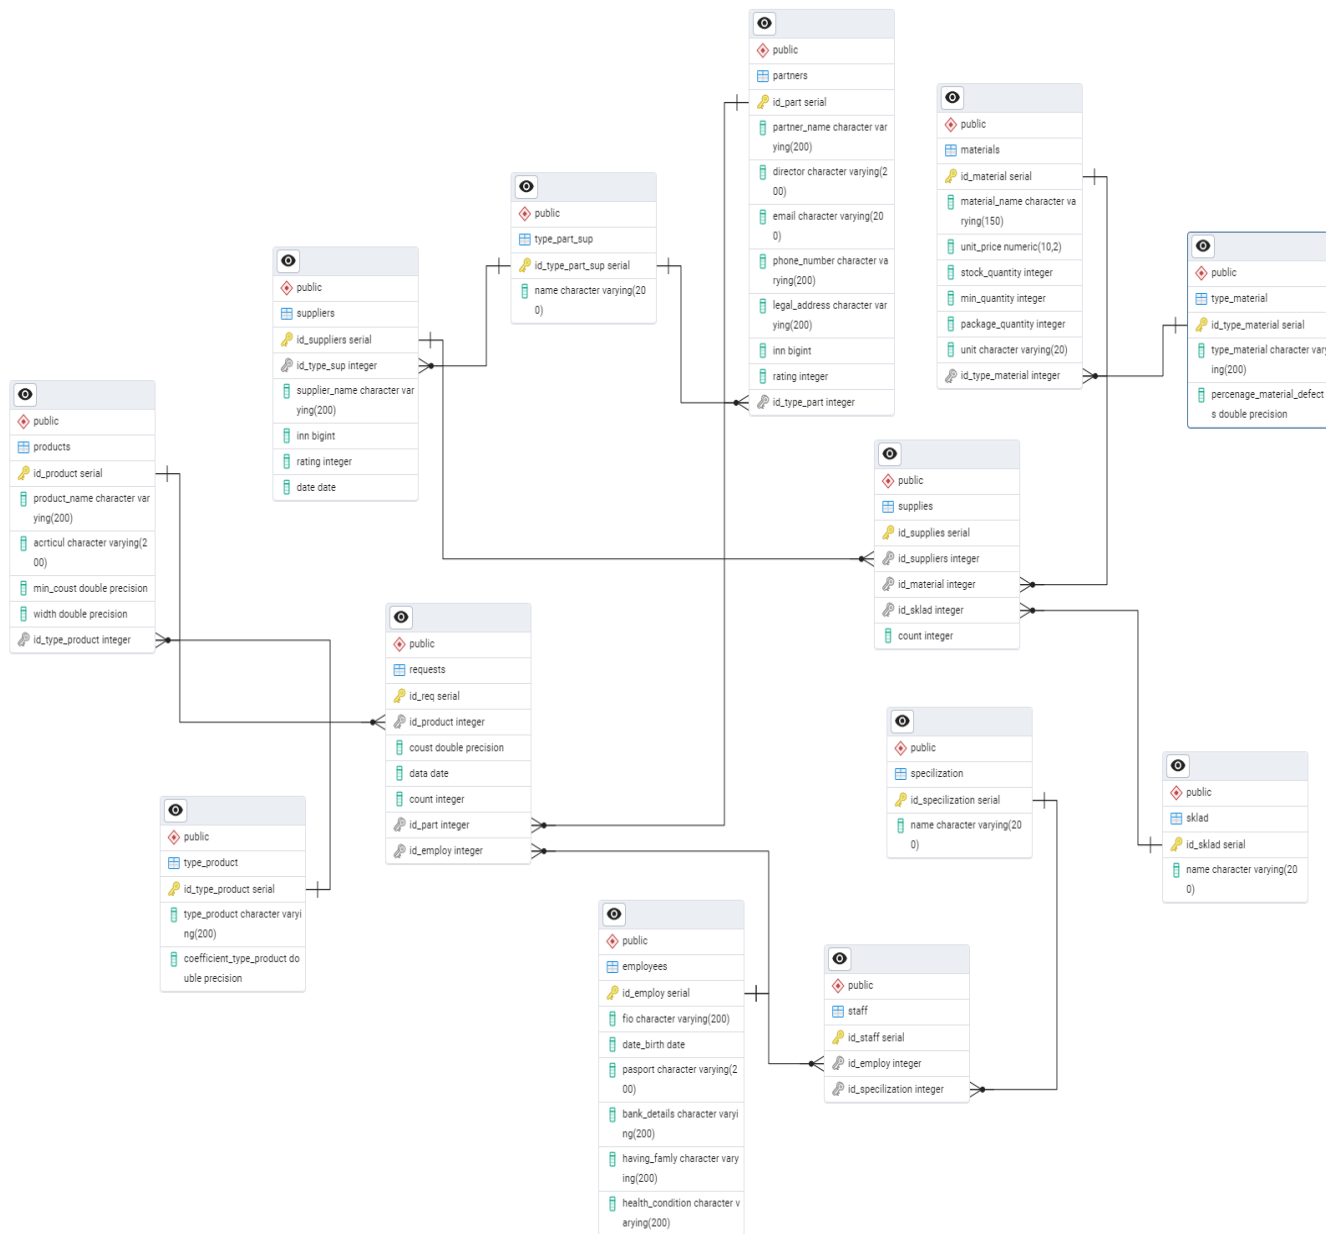 public
partners
id_part serial
partner_name character var
ying(200)
director character varying(2
00)
email character varying(20
0)
phone_number character va
rying(200)
legal_address character var
ying(200)
inn bigint
rating integer
id_type_part integer
public
materials
id_material serial
material_name character va
rying(150)
unit_price numeric(10,2)
stock_quantity integer
min_quantity integer
package_quantity integer
unit character varying(20)
id_type_material integer
public
type_part_sup
id_type_part_sup serial
name character varying(20
0)
public
type_material
id_type_material serial
type_material character vary
ing(200)
percenage_material_defect
s double precision
public
suppliers
id_suppliers serial
id_type_sup integer
supplier_name character var
ying(200)
inn bigint
rating integer
date date
public
products
id_product serial
product_name character var
ying(200)
acrticul character varying(2
00)
min_coust double precision
width double precision
id_type_product integer
public
supplies
id_supplies serial
id_suppliers integer
id_material integer
id_sklad integer
count integer
public
requests
id_req serial
id_product integer
coust double precision
data date
count integer
id_part integer
id_employ integer
public
specilization
id_specilization serial
name character varying(20
0)
public
sklad
id_sklad serial
name character varying(20
0)
public
type_product
id_type_product serial
type_product character varyi
ng(200)
coefficient_type_product do
uble precision
public
employees
id_employ serial
fio character varying(200)
date_birth date
pasport character varying(2
00)
bank_details character varyi
ng(200)
having_famly character vary
ing(200)
health_condition character v
arying(200)
public
staff
id_staff serial
id_employ integer
id_specilization integer